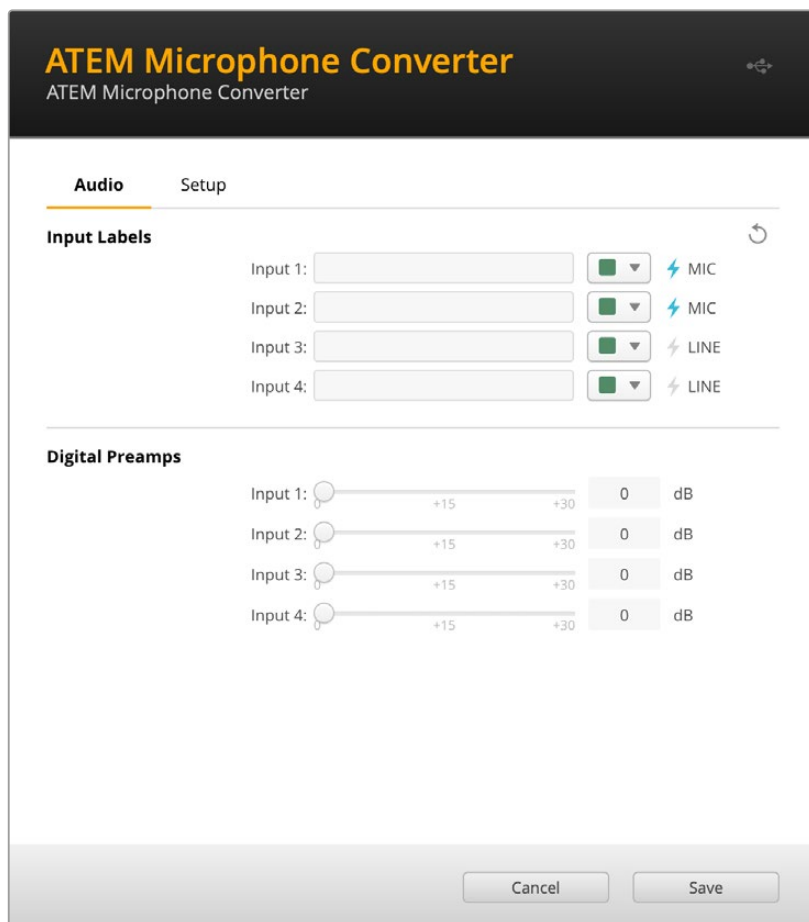 ATEM Microphone Converter
ATEM Microphone Converter
Audio Setup
Input Labels
Input 1: MIC
Input 2: MIC
Input 3: LINE
Input 4: LINE
Digital Preamps
Input 1: 0 dB
0 +15 +30
Input 2: 0 dB
0 +15 +30
Input 3: 0 dB
0 +15 +30
Input 4: 0 dB
0 +15 +30
Cancel Save